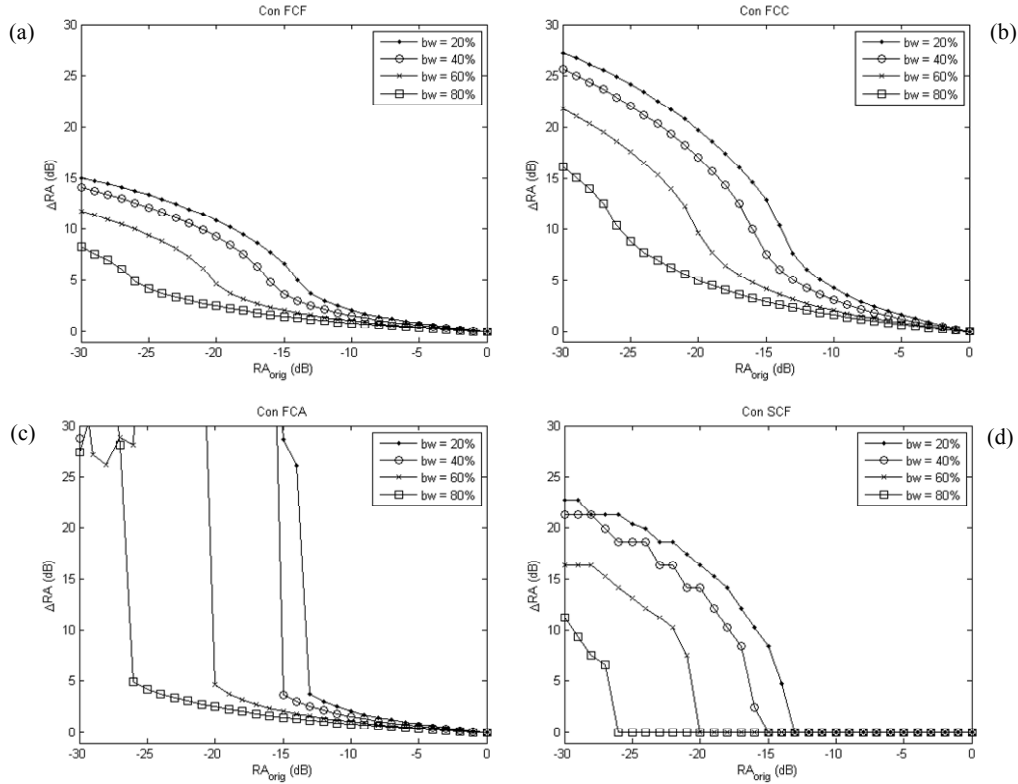 (a)
Con FCF
30
25
20
15
10
5
0
ΔRA (dB)
-30 -25 -20 -15 -10 -5 0
RAorig (dB)
bw = 20%
bw = 40%
bw = 60%
bw = 80%
(b)
Con FCC
30
25
20
15
10
5
0
ΔRA (dB)
-30 -25 -20 -15 -10 -5 0
RAorig (dB)
bw = 20%
bw = 40%
bw = 60%
bw = 80%
(c)
Con FCA
30
25
20
15
10
5
0
ΔRA (dB)
-30 -25 -20 -15 -10 -5 0
RAorig (dB)
bw = 20%
bw = 40%
bw = 60%
bw = 80%
(d)
Con SCF
30
25
20
15
10
5
0
ΔRA (dB)
-30 -25 -20 -15 -10 -5 0
RAorig (dB)
bw = 20%
bw = 40%
bw = 60%
bw = 80%